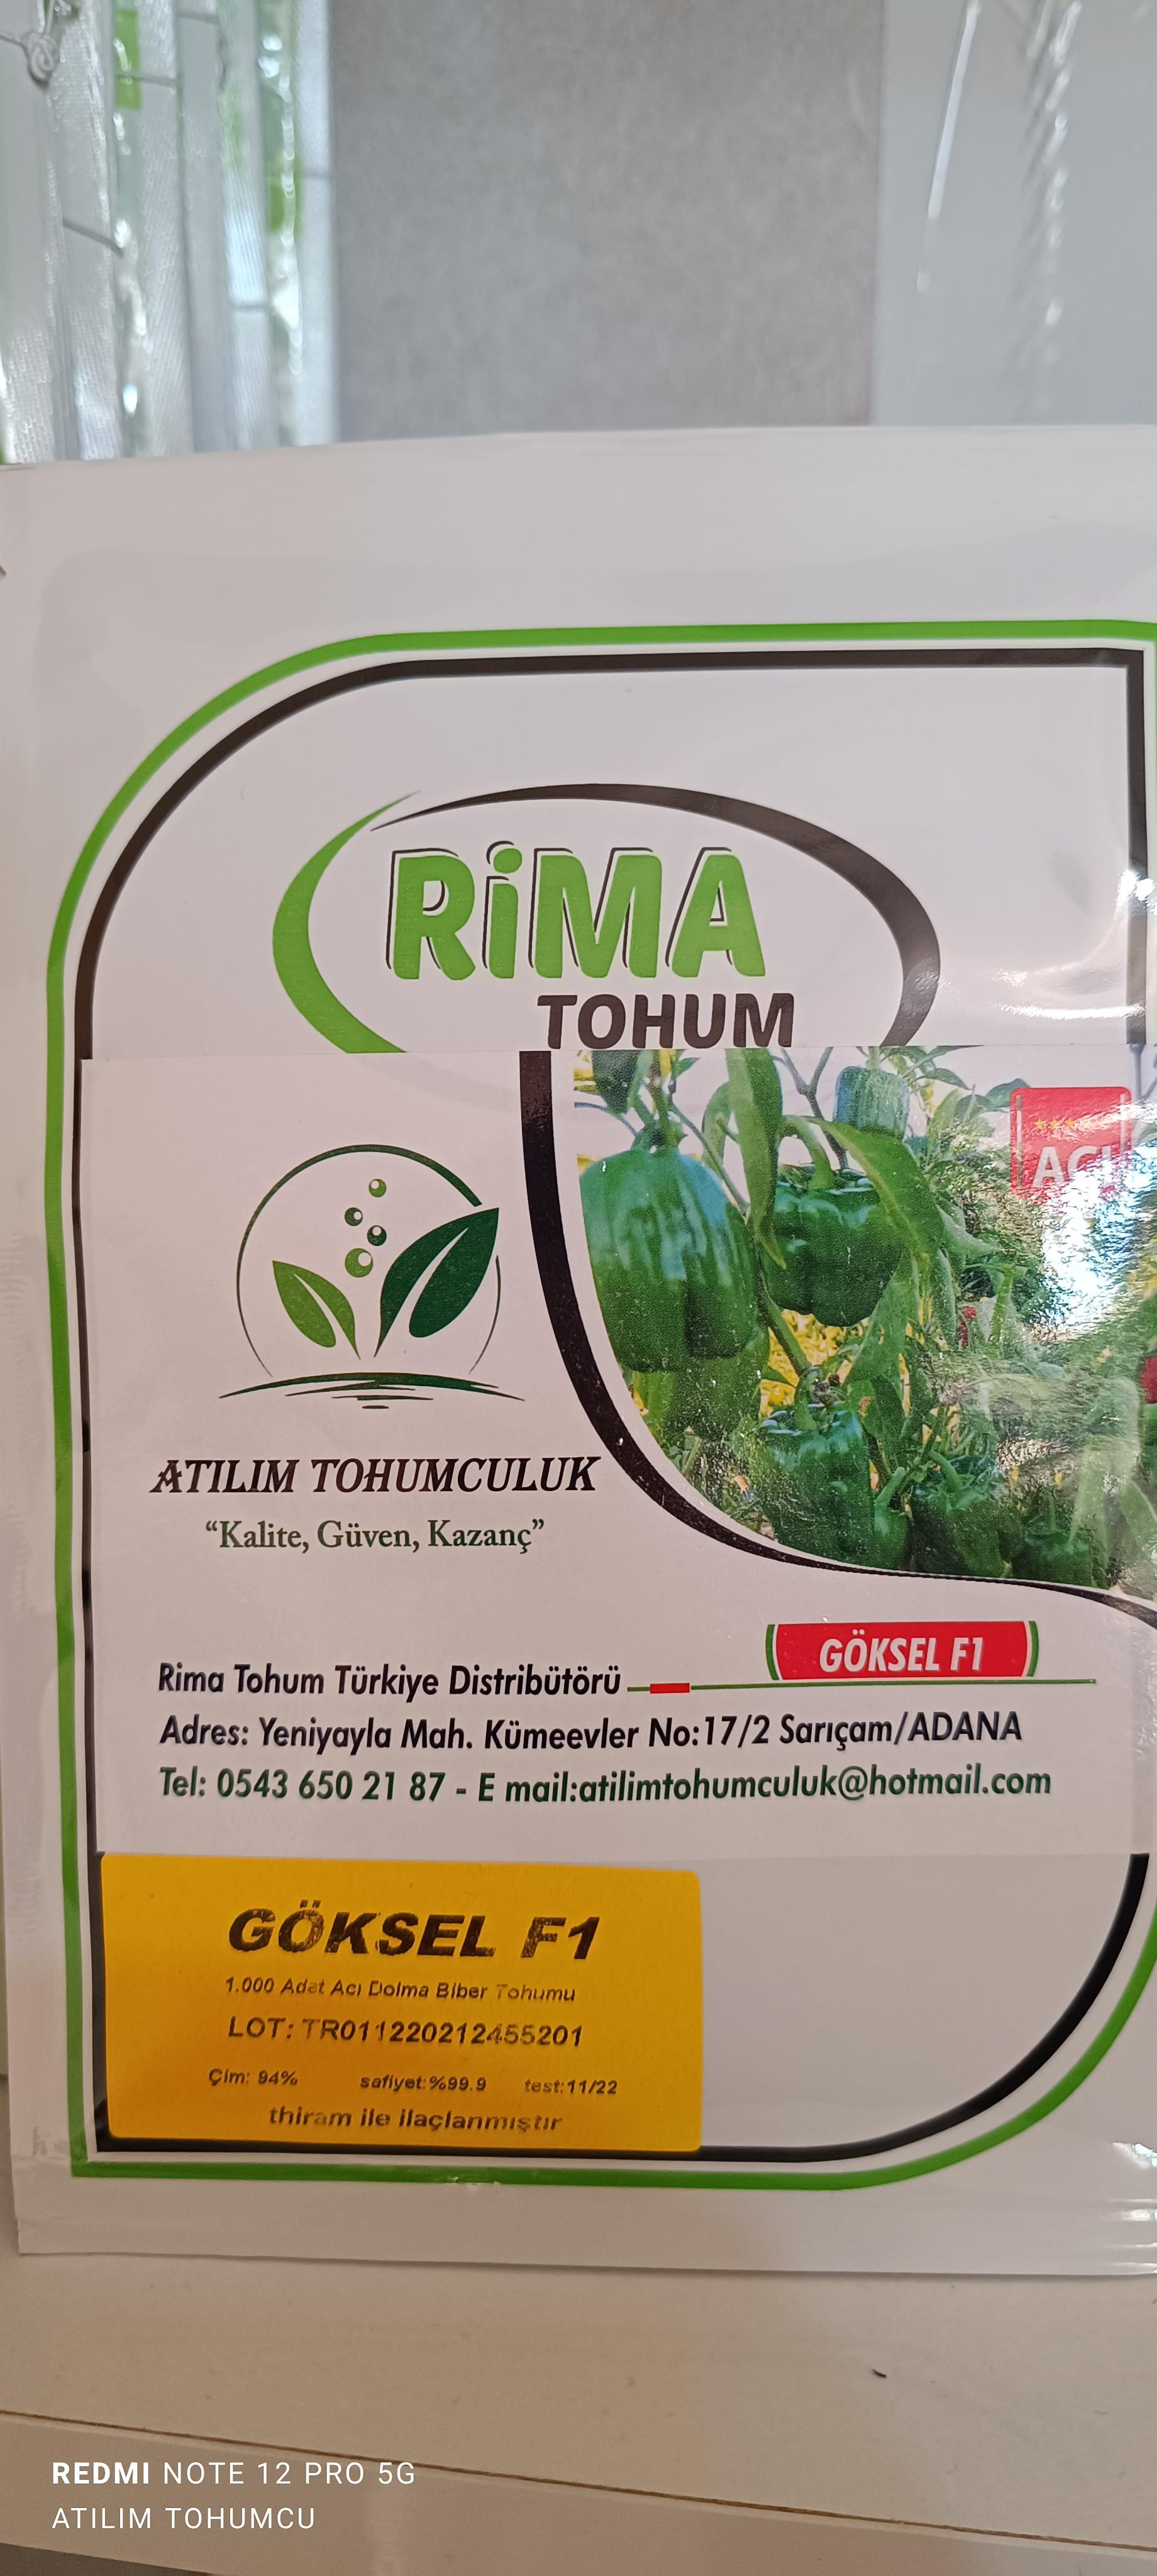 RiMA
TOHUM
ACI
ATILIM TOHUMCULUK
“Kalite, Güven, Kazanç”
GÖKSEL F1
Rima Tohum Türkiye Distribütörü
Adres: Yeniyayla Mah. Kümeevler No:17/2 Sarıçam/ADANA
Tel: 0543 650 21 87 - E mail:atilimtohumculuk@hotmail.com
GÖKSEL F1
1.000 Adet Acı Dolma Biber Tohumu
LOT: TR011220212455201
Çim: 94% safiyet:%99.9 test:11/22
thiram ile ilaçlanmıştır
REDMI NOTE 12 PRO 5G
ATILIM TOHUMCU